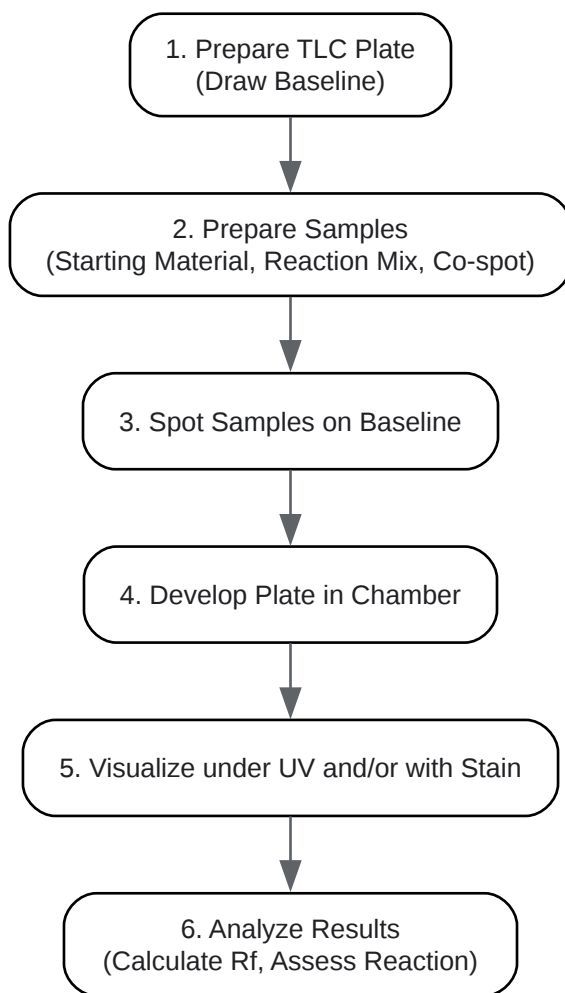 1. Prepare TLC Plate
(Draw Baseline)
2. Prepare Samples
(Starting Material, Reaction Mix, Co-spot)
3. Spot Samples on Baseline
4. Develop Plate in Chamber
5. Visualize under UV and/or with Stain
6. Analyze Results
(Calculate Rf, Assess Reaction)